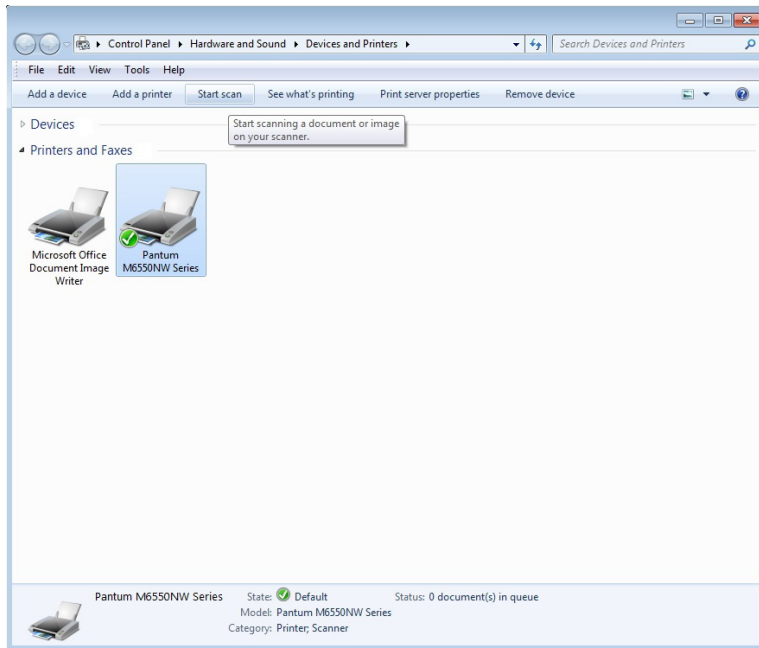 Control Panel Hardware and Sound Devices and Printers Search Devices and Printers
File Edit View Tools Help
Add a device Add a printer Start scan See what's printing Print server properties Remove device
Devices
Start scanning a document or image
on your scanner.
Printers and Faxes
Microsoft Office
Document Image
Writer
Pantum
M6550NW Series
Pantum M6550NW Series State: Default Status: 0 document(s) in queue
Model: Pantum M6550NW Series
Category: Printer; Scanner